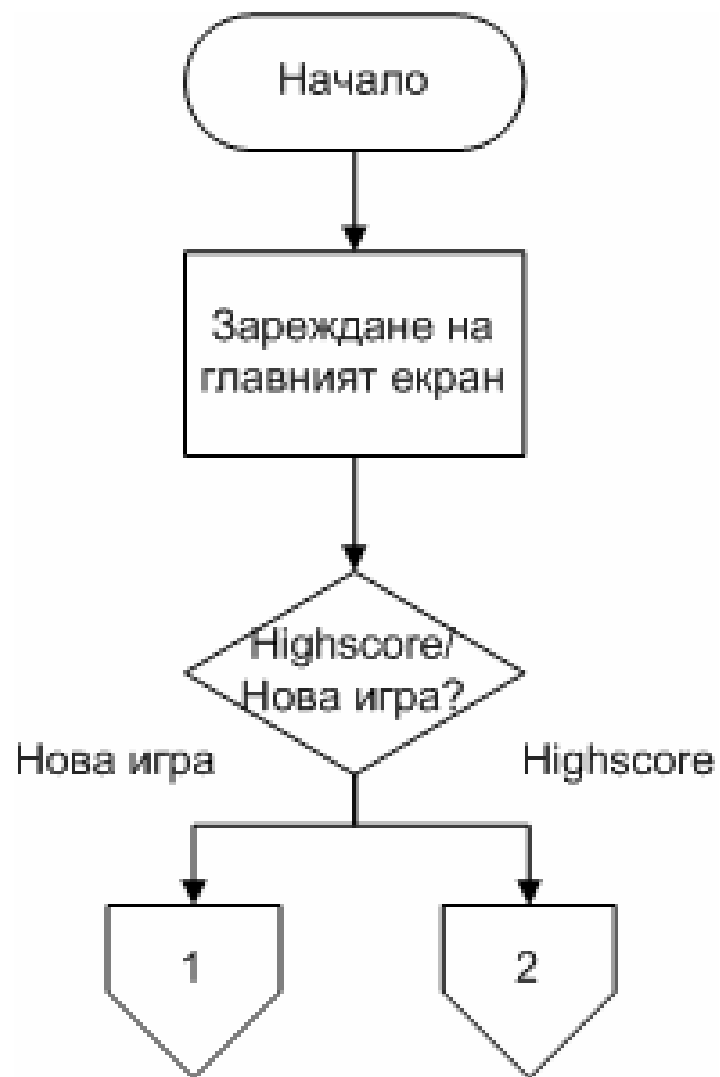 Начало
Зареждане на
главният екран
Highscore/
Нова игра?
Нова игра
Highscore
1
2